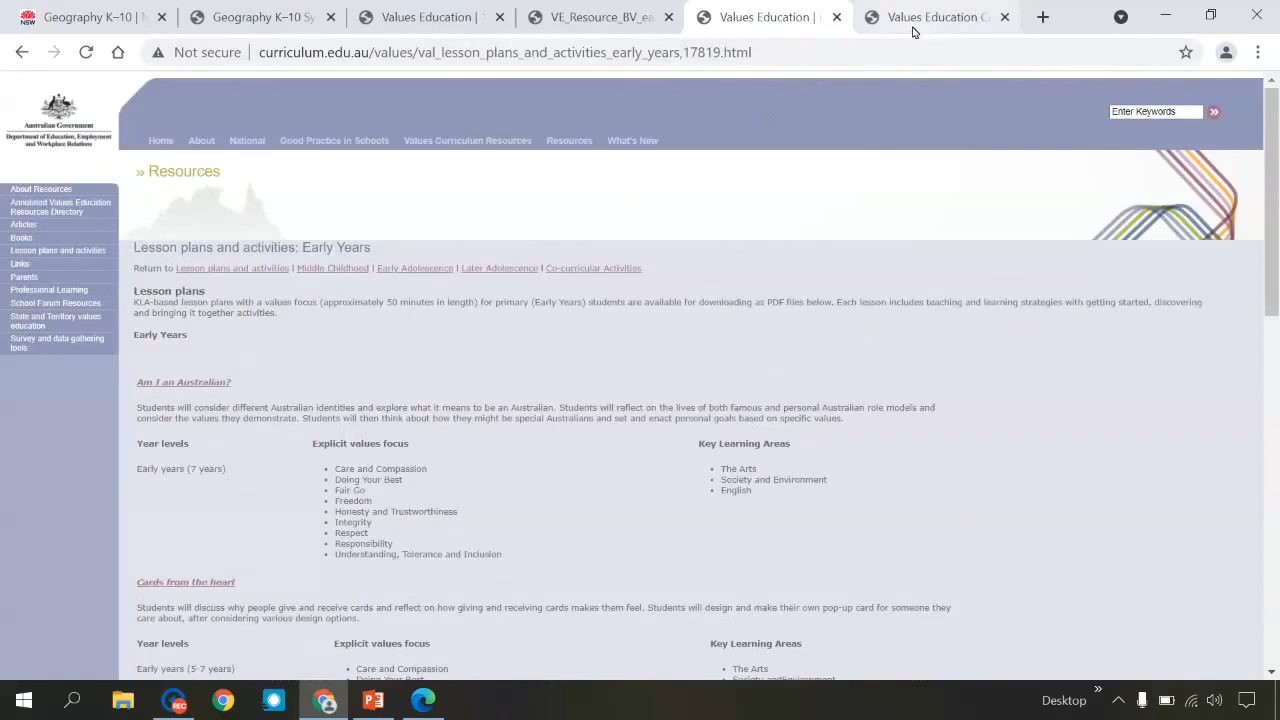 Geography K–10 |
Geography K–10 Sy
Values Education |
VE_Resource_BV_ea
Values Education |
Values Education G
Not secure
curriculum.edu.au/values/val_lesson_plans_and_activities_early_years,17819.html
Australian Government
Department of Education, Employment
and Workplace Relations
Enter Keywords
Home
About
National
Good Practice in Schools
Values Curriculum Resources
Resources
What's New
» Resources
About Resources
Annotated Values Education
Resources Directory
Articles
Books
Lesson plans and activities
Links
Parents
Professional Learning
School Forum Resources
State and Territory values
education
Survey and data gathering
tools
Lesson plans and activities: Early Years
Return to Lesson plans and activities | Middle Childhood | Early Adolescence | Later Adolescence | Co-curricular Activities
Lesson plans
KLA-based lesson plans with a values focus (approximately 50 minutes in length) for primary (Early Years) students are available for downloading as PDF files below. Each lesson includes teaching and learning strategies with getting started, discovering
and bringing it together activities.
Early Years
Am I an Australian?
Students will consider different Australian identities and explore what it means to be an Australian. Students will reflect on the lives of both famous and personal Australian role models and
consider the values they demonstrate. Students will then think about how they might be special Australians and set and enact personal goals based on specific values.
Year levels
Explicit values focus
Key Learning Areas
Early years (7 years)
Care and Compassion
Doing Your Best
Fair Go
Freedom
Honesty and Trustworthiness
Integrity
Respect
Responsibility
Understanding, Tolerance and Inclusion
The Arts
Society and Environment
English
Cards from the heart
Students will discuss why people give and receive cards and reflect on how giving and receiving cards makes them feel. Students will design and make their own pop-up card for someone they
care about, after considering various design options.
Year levels
Explicit values focus
Key Learning Areas
Early years (5-7 years)
Care and Compassion
Doing Your Best
The Arts
Society andEnvironment
REC
Desktop